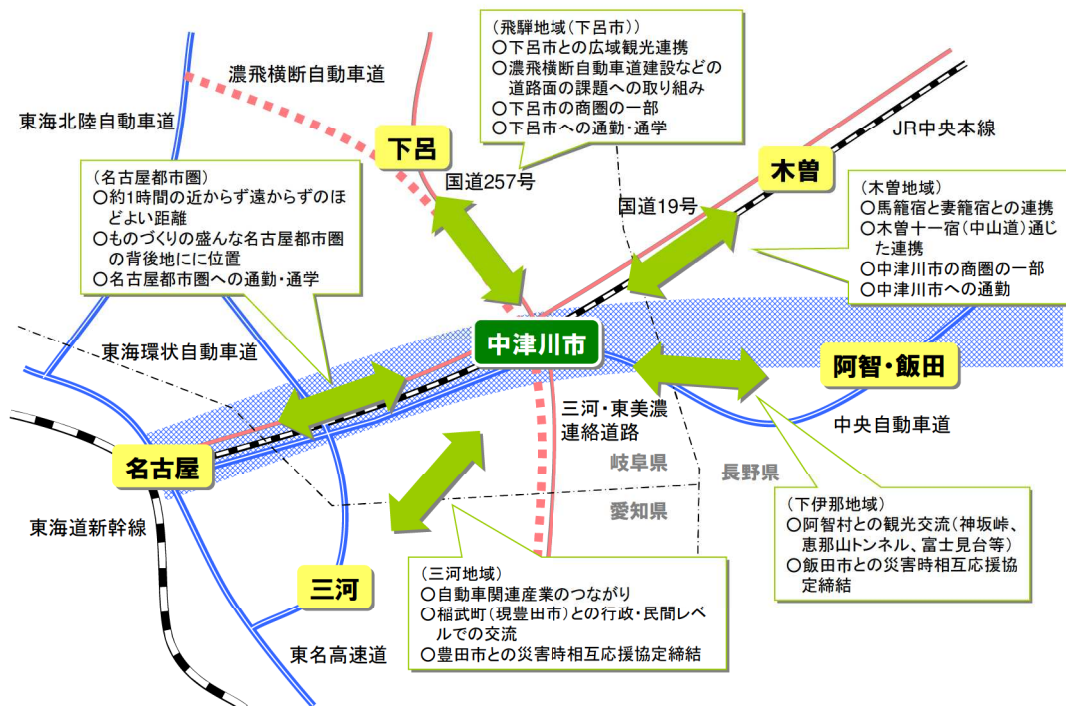 濃飛横断自動車道
東海北陸自動車道
下呂
国道257号
(飛騨地域(下呂市))
○下呂市との広域観光連携
○濃飛横断自動車道建設などの
道路面の課題への取り組み
○下呂市の商圏の一部
○下呂市への通勤・通学
JR中央本線
木曽
国道19号
(名古屋都市圏)
○約1時間の近からず遠からずのほ
どよい距離
○ものづくりの盛んな名古屋都市圏
の背後地にに位置
○名古屋都市圏への通勤・通学
(木曽地域)
○馬籠宿と妻籠宿との連携
○木曽十一宿(中山道)通じ
た連携
○中津川市の商圏の一部
○中津川市への通勤
東海環状自動車道
中津川市
阿智・飯田
三河・東美濃
連絡道路
中央自動車道
名古屋
岐阜県
長野県
愛知県
東海道新幹線
(下伊那地域)
○阿智村との観光交流(神坂峠、
恵那山トンネル、富士見台等)
○飯田市との災害時相互応援協
定締結
三河
(三河地域)
○自動車関連産業のつながり
○稲武町(現豊田市)との行政・民間レ
ベルでの交流
○豊田市との災害時相互応援協定締結
東名高速道